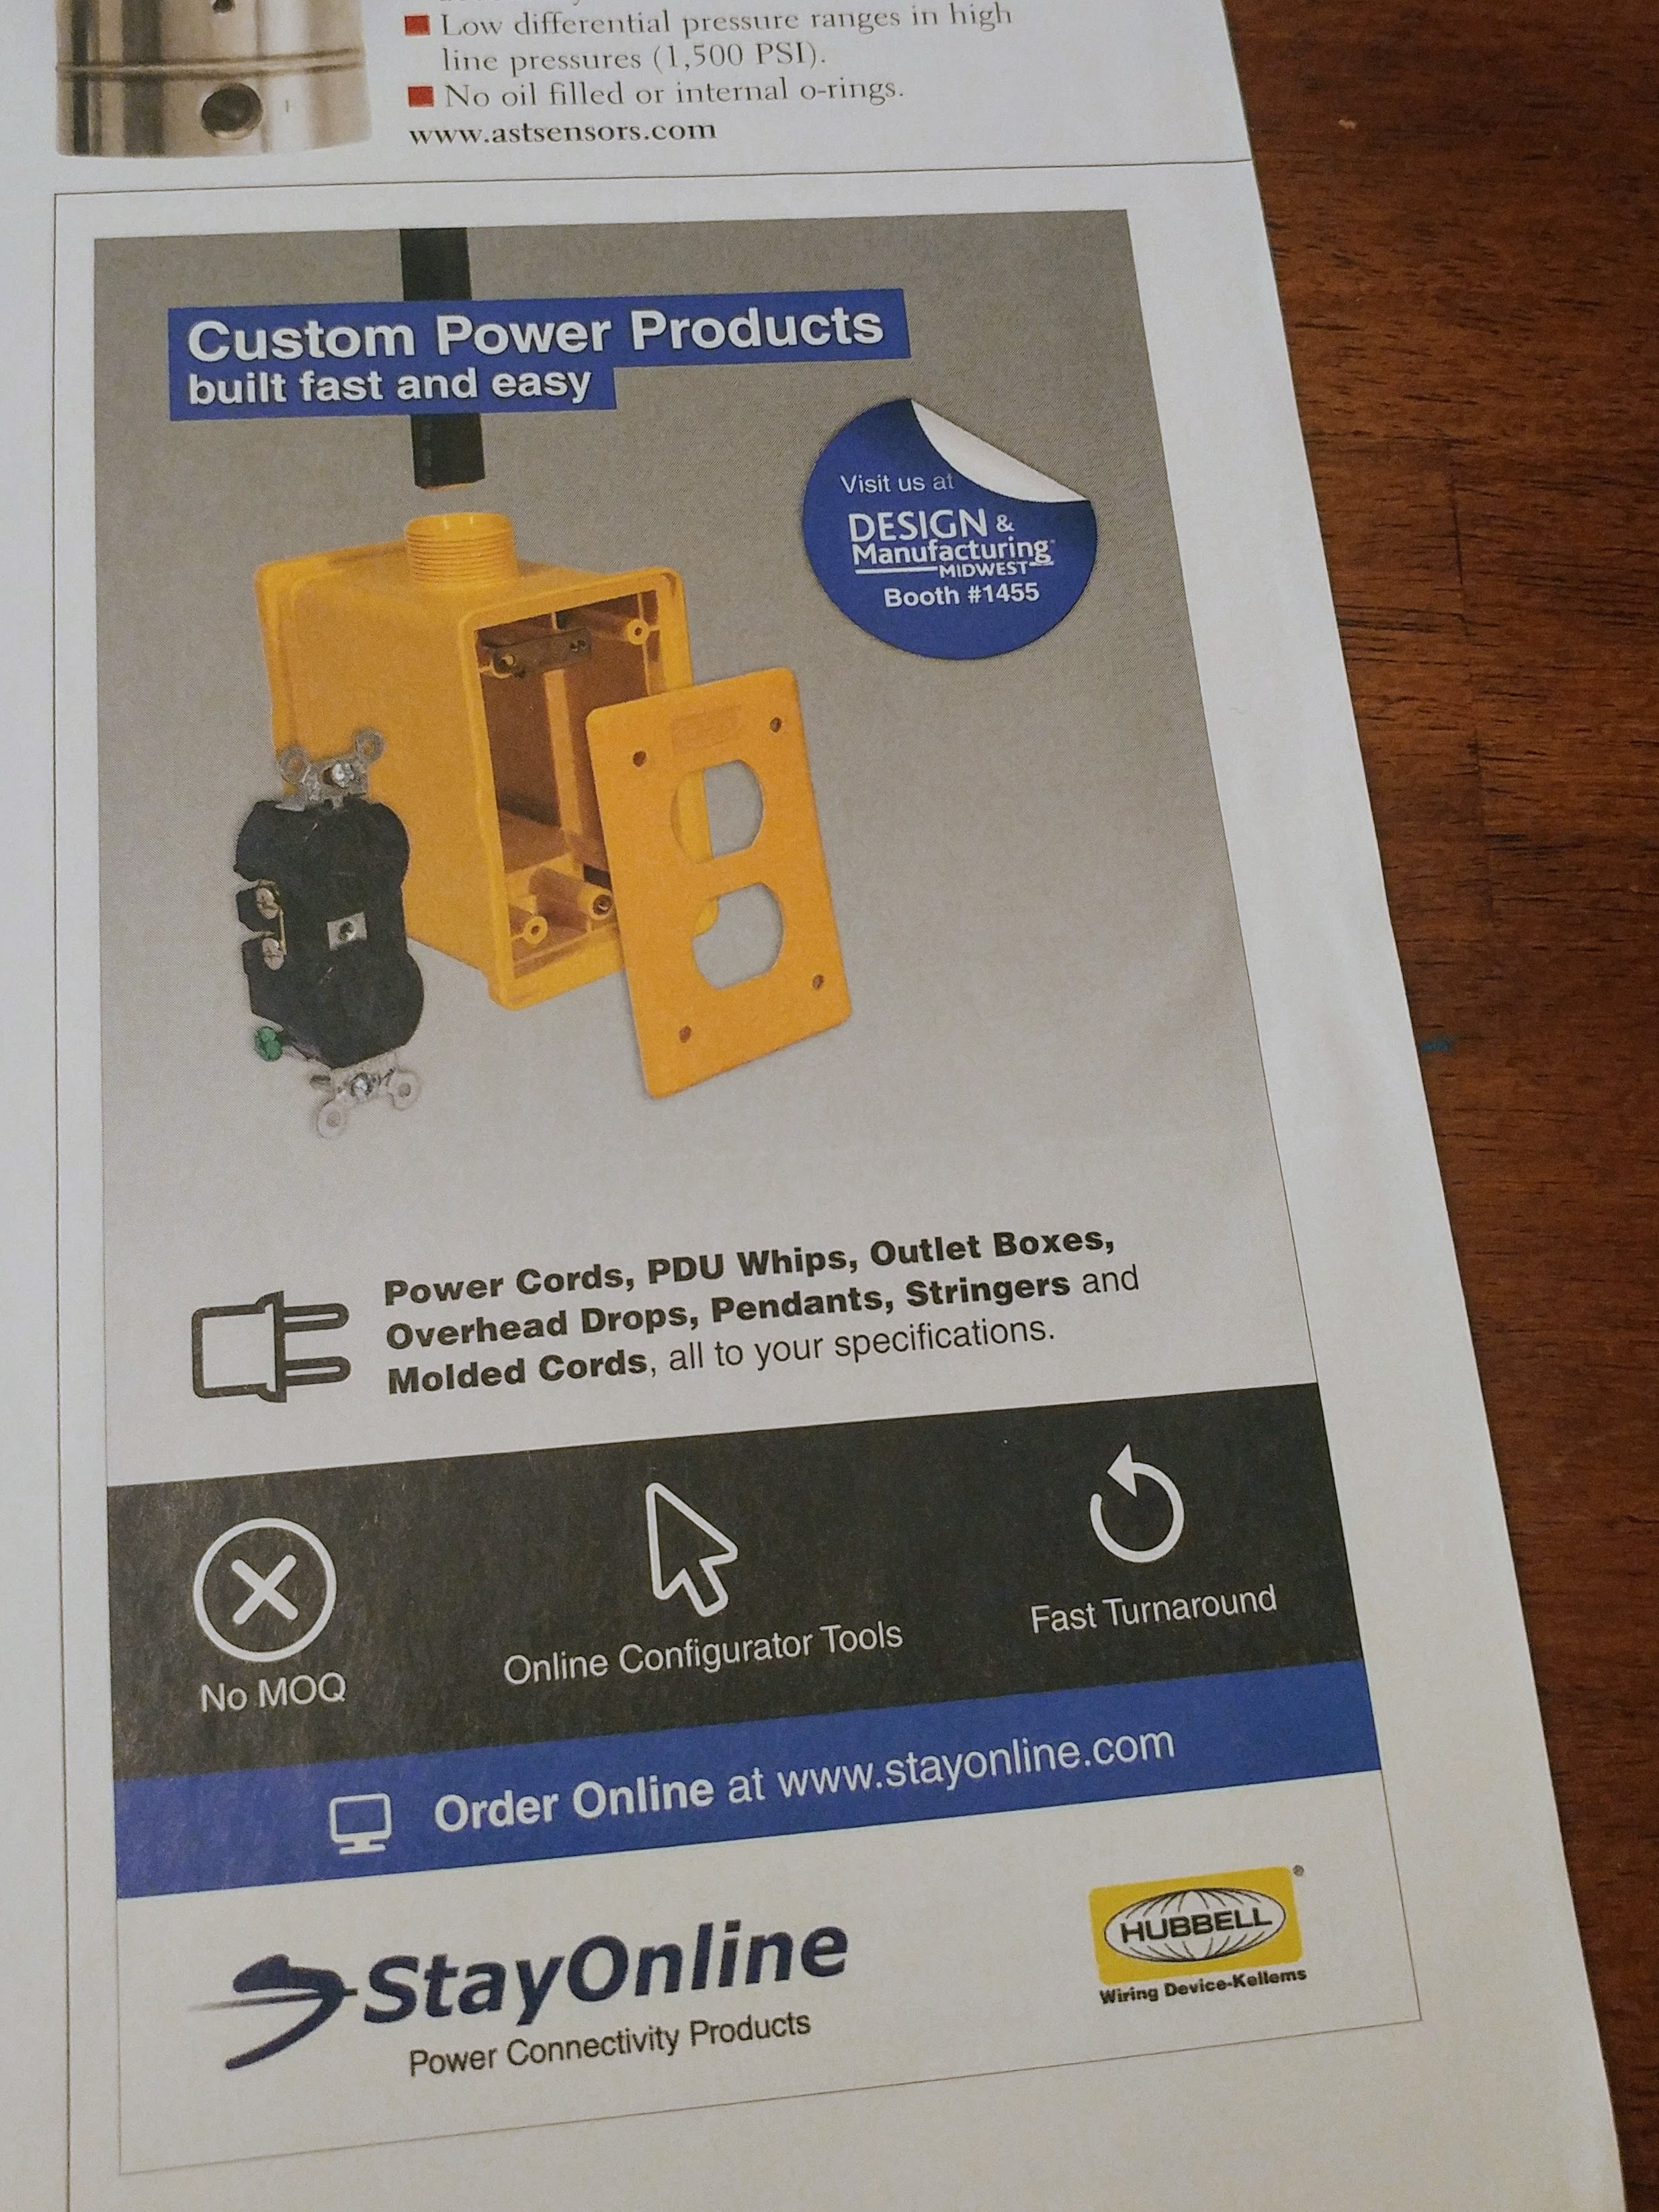 Low differential pressure ranges in high
line pressures (1,500 PSI).
No oil filled or internal o-rings.
www.astsensors.com
Custom Power Products
built fast and easy
Visit us at
DESIGN &
Manufacturing
MIDWEST
Booth #1455
Power Cords, PDU Whips, Outlet Boxes,
Overhead Drops, Pendants, Stringers and
Molded Cords, all to your specifications.
No MOQ
Online Configurator Tools
Fast Turnaround
Order Online at www.stayonline.com
StayOnline
Power Connectivity Products
HUBBELL®
Wiring Device-Kellems